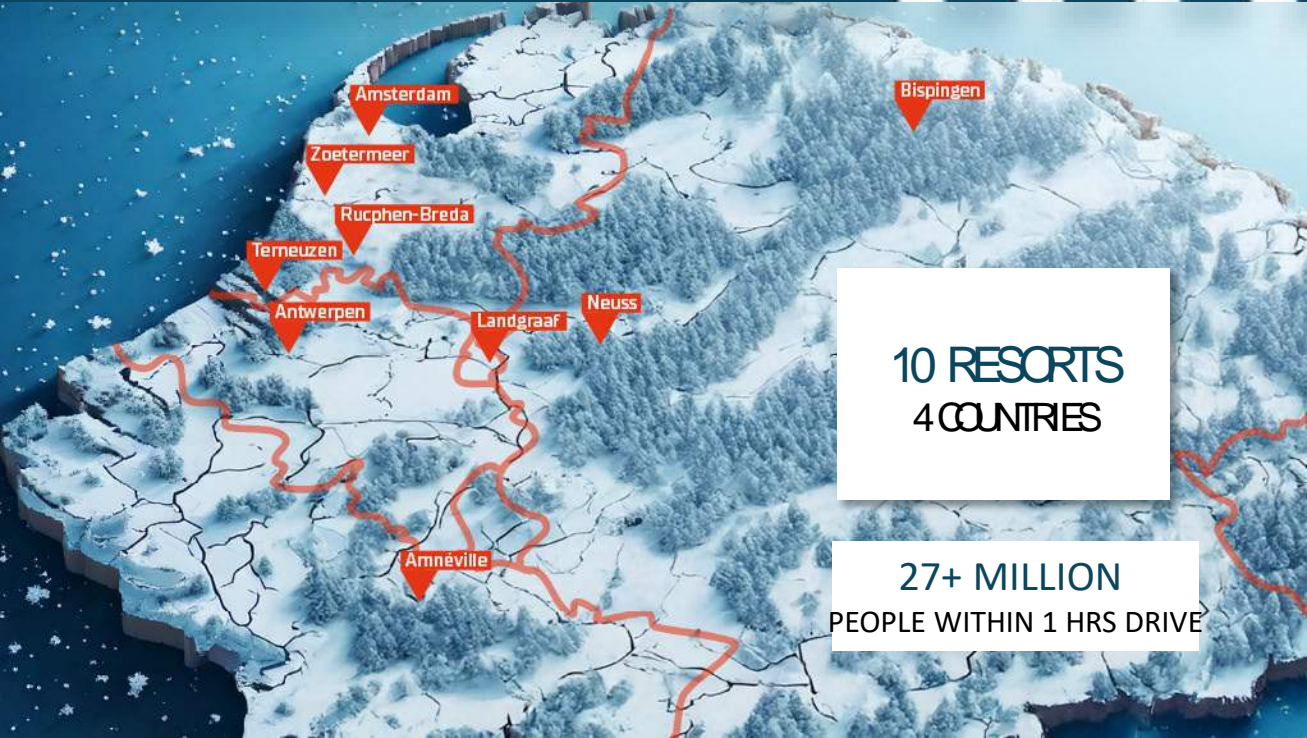 Amsterdam
Bispingen
Zoetermeer
Rucphen-Breda
Terneuzen
Antwerpen
Landgraaf
Neuss
10 RESORTS
4 COUNTRIES
Amnéville
27+ MILLION
PEOPLE WITHIN 1 HRS DRIVE